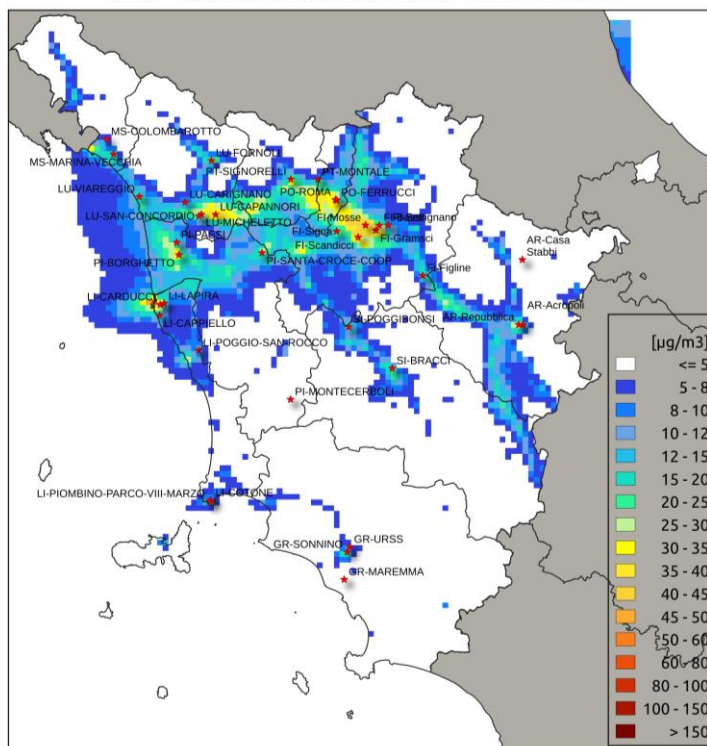 MS-COLOMBAROTTO
MS-MARINA-VECCHIA
LU-FORNOLI
PT-SIGNORELLI
PT-MONTALE
LU-VIAREGGIO
LU-CARIGNANO
PO-ROMA
PO-FERRUCCI
LU-CAPANNORI
LU-SAN-CONCORDIO
LU-MICHELETTO
FI-Mosse
FI-Gramsci
FI-Scandicci
PI-PASSI
PI-BORGHETTO
PI-SANTA-CROCE-COOP
AR-Casa
Stabbi
FI-Figline
LI-CARDUCCI
LI-LAPIRA
LI-CAPPIELLO
AR-Repubblica
AR-Acropoli
SI-POGGIBONSI
LI-POGGIO-SAN-ROCCO
SI-BRACCI
PI-MONTECERBOLI
LI-PIOMBINO-PARCO-VIII-MARZO
LI-COTONE
GR-URSS
GR-SONNINO
GR-MAREMMA
[µg/m3]
<= 5
5 - 8
8 - 10
10 - 12
12 - 15
15 - 20
20 - 25
25 - 30
30 - 35
35 - 40
40 - 45
45 - 50
50 - 60
60 - 80
80 - 100
100 - 150
> 150